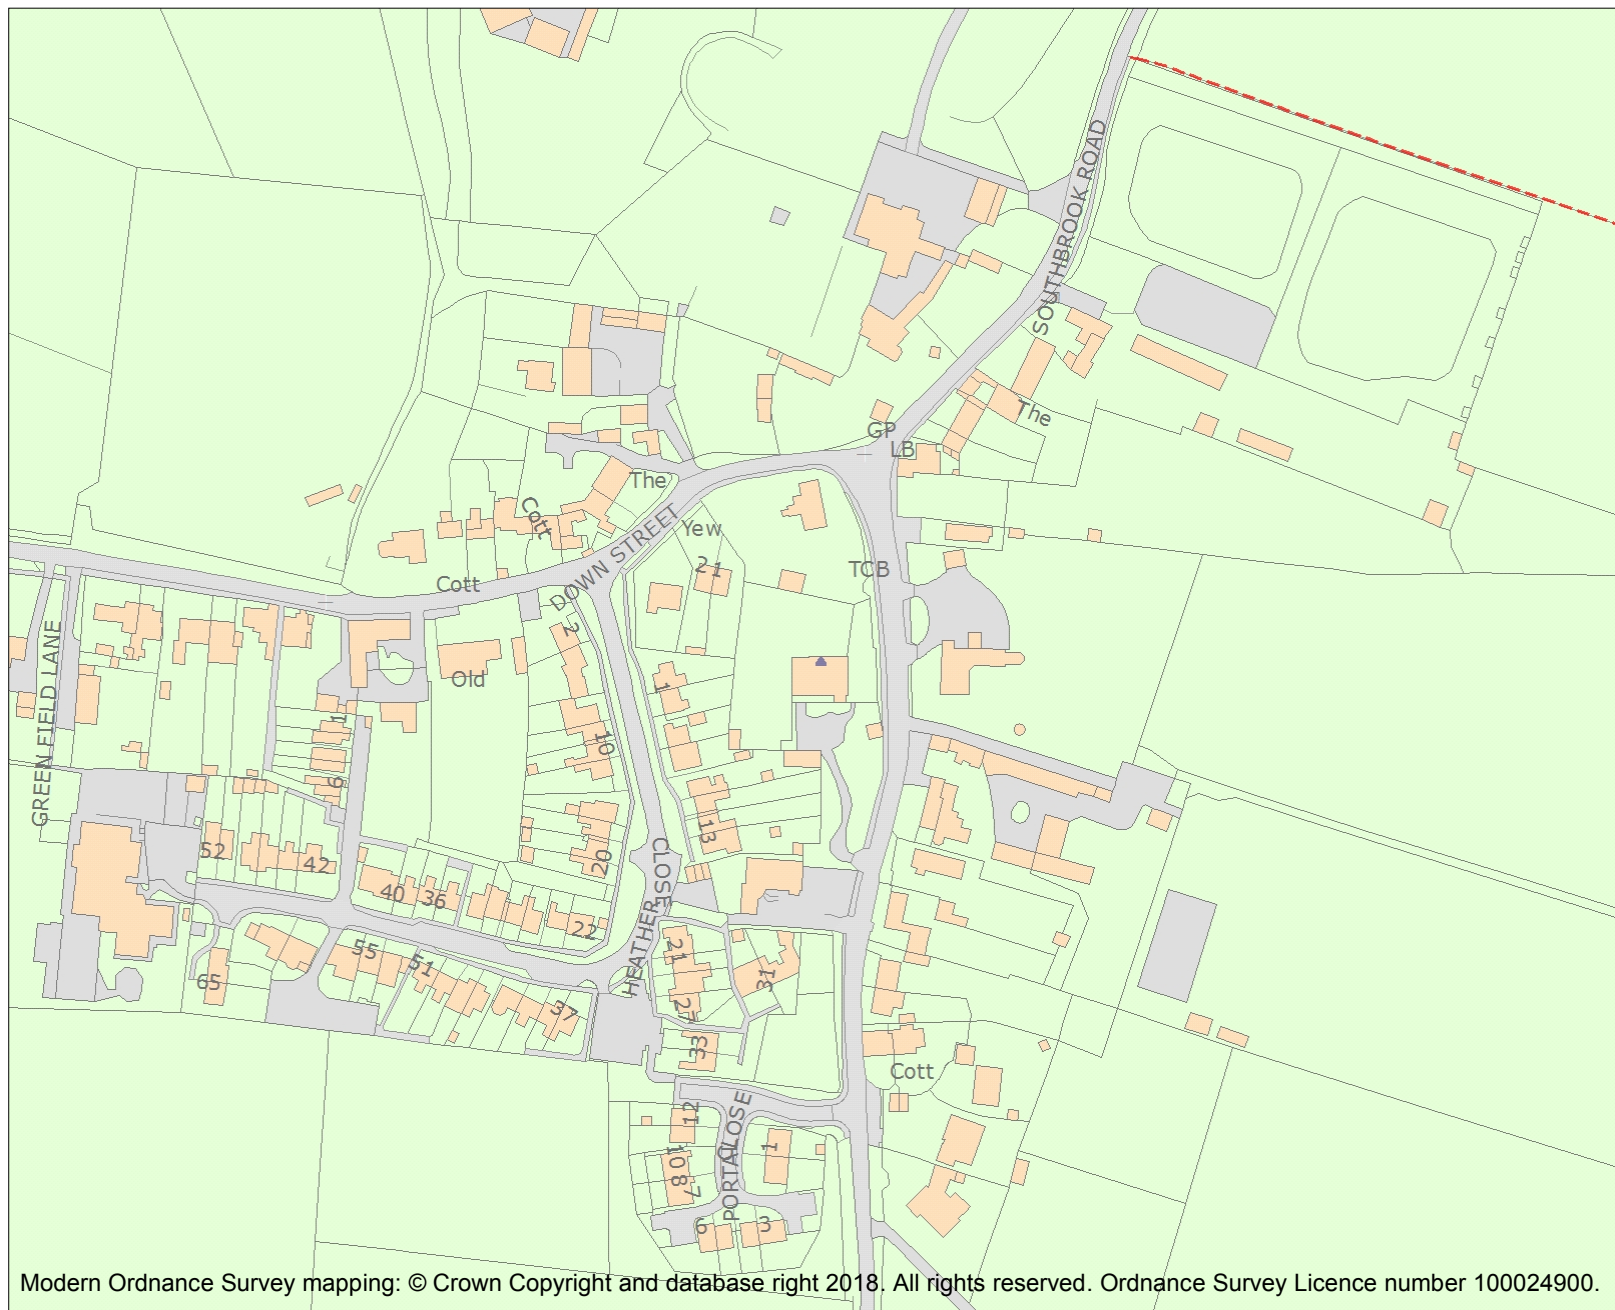 SOUTHBROOK ROAD
The
GP
LB
The
Cott
Yew
DOWN STREET
21
TCB
Cott
2
GREENFIELD LANE
Old
1
1
10
6
13
52
42
20
CLOSE
40
36
HEATHER
22
55
51
21
31
65
37
27
33
Cott
12
CLOSE
1
10
8
7
PORTAL
6
3
Modern Ordnance Survey mapping: © Crown Copyright and database right 2018. All rights reserved. Ordnance Survey Licence number 100024900.